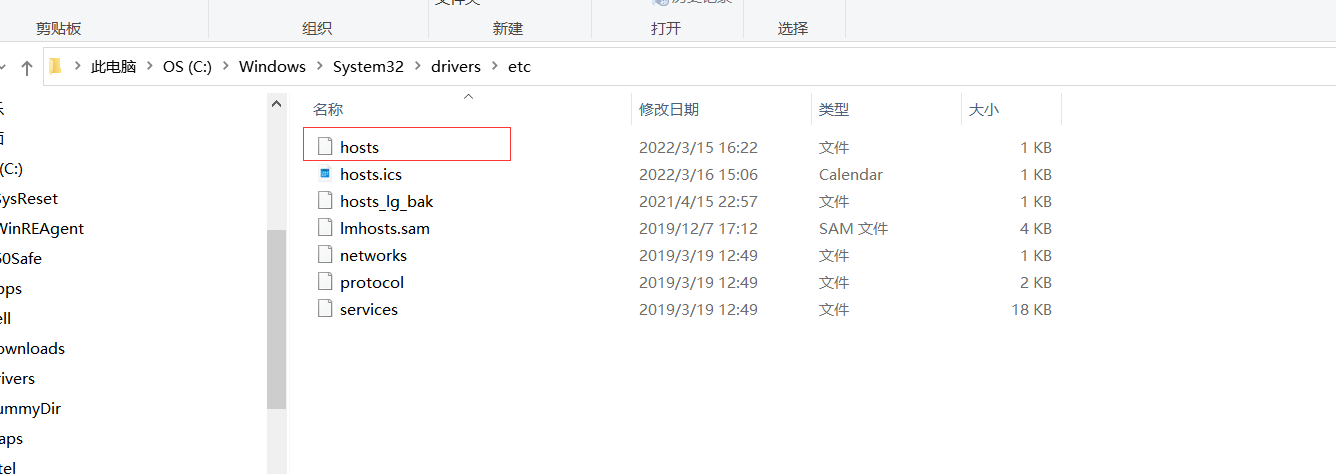 剪贴板 组织 新建 打开 选择
此电脑 OS (C:) Windows System32 drivers etc
名称 修改日期 类型 大小
hosts 2022/3/15 16:22 文件 1 KB
(C:) hosts.ics 2022/3/16 15:06 Calendar 1 KB
SysReset hosts_lg_bak 2021/4/15 22:57 文件 1 KB
WinREAgent lmhosts.sam 2019/12/7 17:12 SAM 文件 4 KB
60Safe networks 2019/3/19 12:49 文件 1 KB
pps protocol 2019/3/19 12:49 文件 2 KB
ell services 2019/3/19 12:49 文件 18 KB
ownloads
rivers
ummyDir
aps
tel